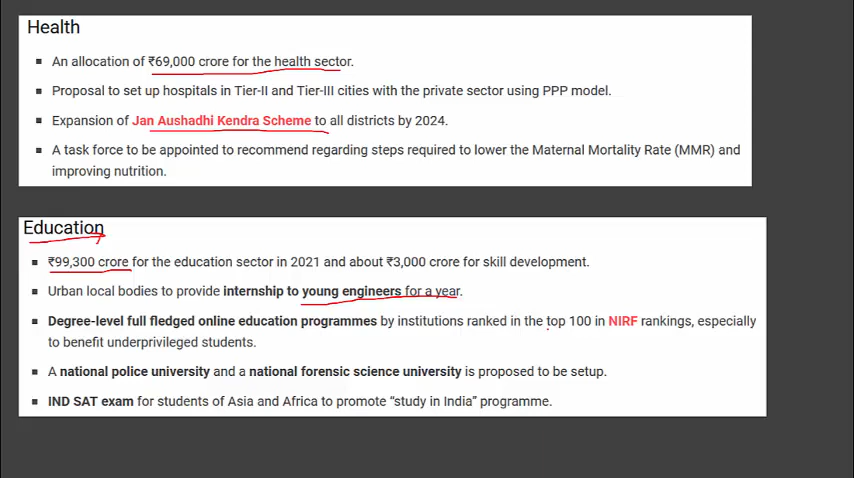 Health
▪ An allocation of ₹69,000 crore for the health sector.
▪ Proposal to set up hospitals in Tier-II and Tier-III cities with the private sector using PPP model.
▪ Expansion of Jan Aushadhi Kendra Scheme to all districts by 2024.
▪ A task force to be appointed to recommend regarding steps required to lower the Maternal Mortality Rate (MMR) and
improving nutrition.
Education
▪ ₹99,300 crore for the education sector in 2021 and about ₹3,000 crore for skill development.
▪ Urban local bodies to provide internship to young engineers for a year.
▪ Degree-level full fledged online education programmes by institutions ranked in the top 100 in NIRF rankings, especially
to benefit underprivileged students.
▪ A national police university and a national forensic science university is proposed to be setup.
▪ IND SAT exam for students of Asia and Africa to promote “study in India” programme.